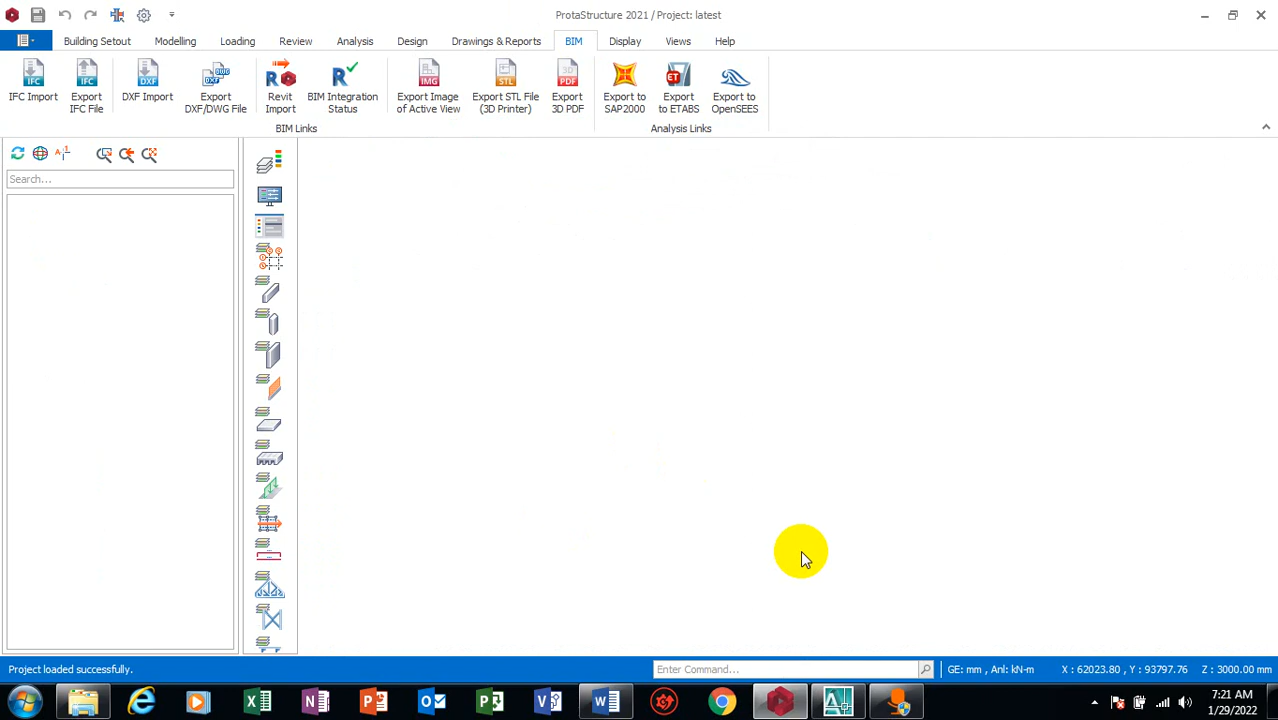 ProtaStructure 2021 / Project: latest
Building Setout Modelling Loading Review Analysis Design Drawings & Reports BIM Display Views Help
IFC Import
Export IFC File
DXF Import
Export DXF/DWG File
Revit Import
BIM Integration Status
Export Image of Active View
Export STL File (3D Printer)
Export 3D PDF
Export to SAP2000
Export to ETABS
Export to OpenSEES
BIM Links
Analysis Links
Search...
Project loaded successfully.
Enter Command...
GE: mm , Anl: kN-m
X : 62023.80 , Y : 93797.76
Z : 3000.00 mm
7:21 AM
1/29/2022